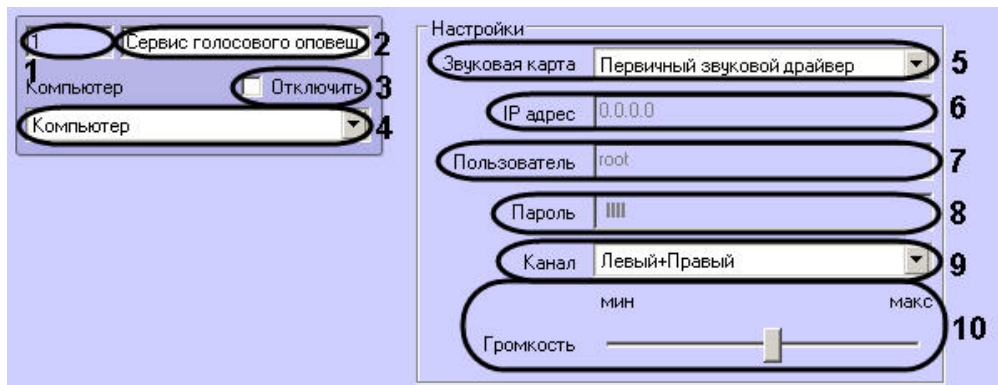 1 Сервис голосового оповещ 2
1
Компьютер Отключить 3
Компьютер 4
Настройки
Звуковая карта Первичный звуковой драйвер 5
IP адрес 0.0.0.0 6
Пользователь root 7
Пароль 8
Канал Левый+Правый 9
мин макс
Громкость 10